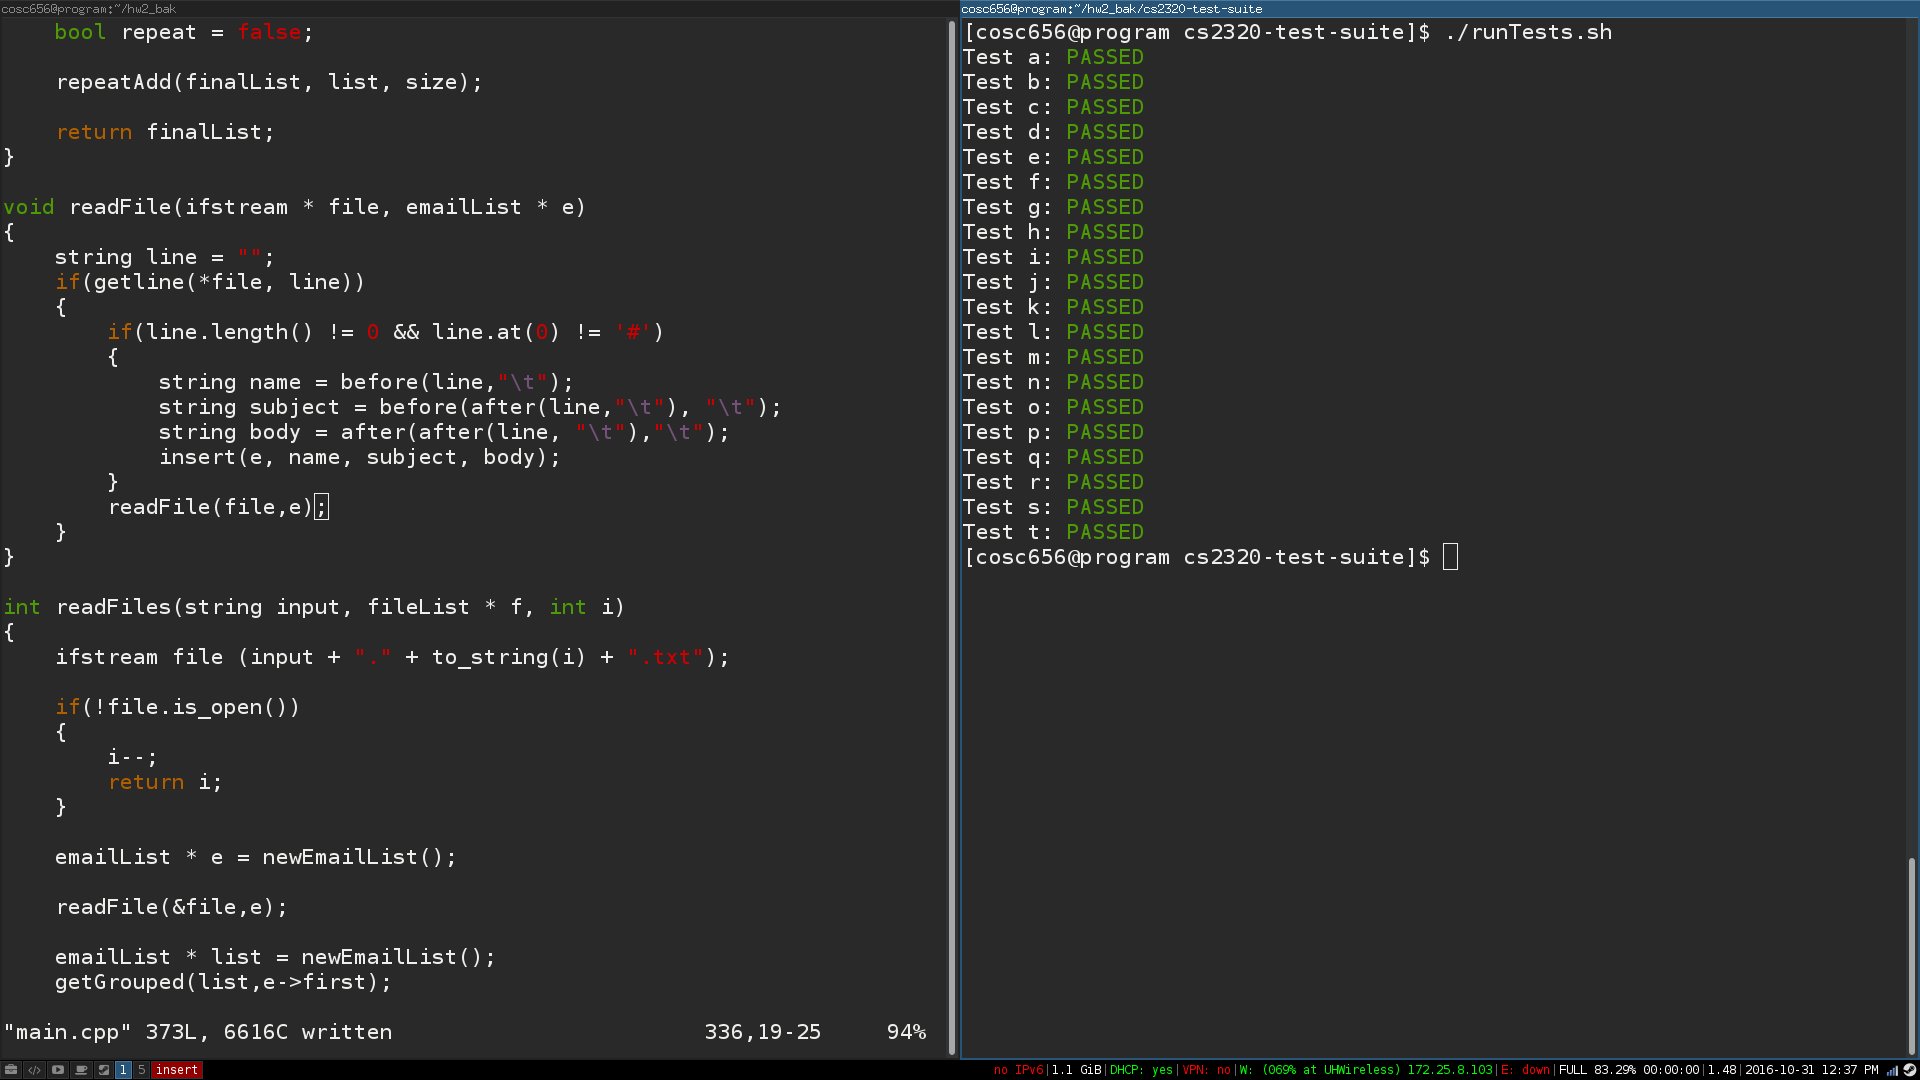 cosc656@program:~/hw2_bak
    bool repeat = false;
    repeatAdd(finalList, list, size);
    return finalList;
}
void readFile(ifstream * file, emailList * e)
{
    string line = "";
    if(getline(*file, line))
    {
        if(line.length() != 0 && line.at(0) != '#')
        {
            string name = before(line,"\t");
            string subject = before(after(line,"\t"), "\t");
            string body = after(after(line, "\t"),"\t");
            insert(e, name, subject, body);
        }
        readFile(file,e);
    }
}
int readFiles(string input, fileList * f, int i)
{
    ifstream file (input + "." + to_string(i) + ".txt");
    if(!file.is_open())
    {
        i--;
        return i;
    }
    emailList * e = newEmailList();
    readFile(&file,e);
    emailList * list = newEmailList();
    getGrouped(list,e->first);
"main.cpp" 373L, 6616C written 336,19-25 94%
cosc656@program:~/hw2_bak/cs2320-test-suite
[cosc656@program cs2320-test-suite]$ ./runTests.sh
Test a: PASSED
Test b: PASSED
Test c: PASSED
Test d: PASSED
Test e: PASSED
Test f: PASSED
Test g: PASSED
Test h: PASSED
Test i: PASSED
Test j: PASSED
Test k: PASSED
Test l: PASSED
Test m: PASSED
Test n: PASSED
Test o: PASSED
Test p: PASSED
Test q: PASSED
Test r: PASSED
Test s: PASSED
Test t: PASSED
[cosc656@program cs2320-test-suite]$
1 5 insert
no IPv6|1.1 GiB|DHCP: yes|VPN: no|W: (069% at UHWireless) 172.25.8.103|E: down|FULL 83.29% 00:00:00|1.48|2016-10-31 12:37 PM